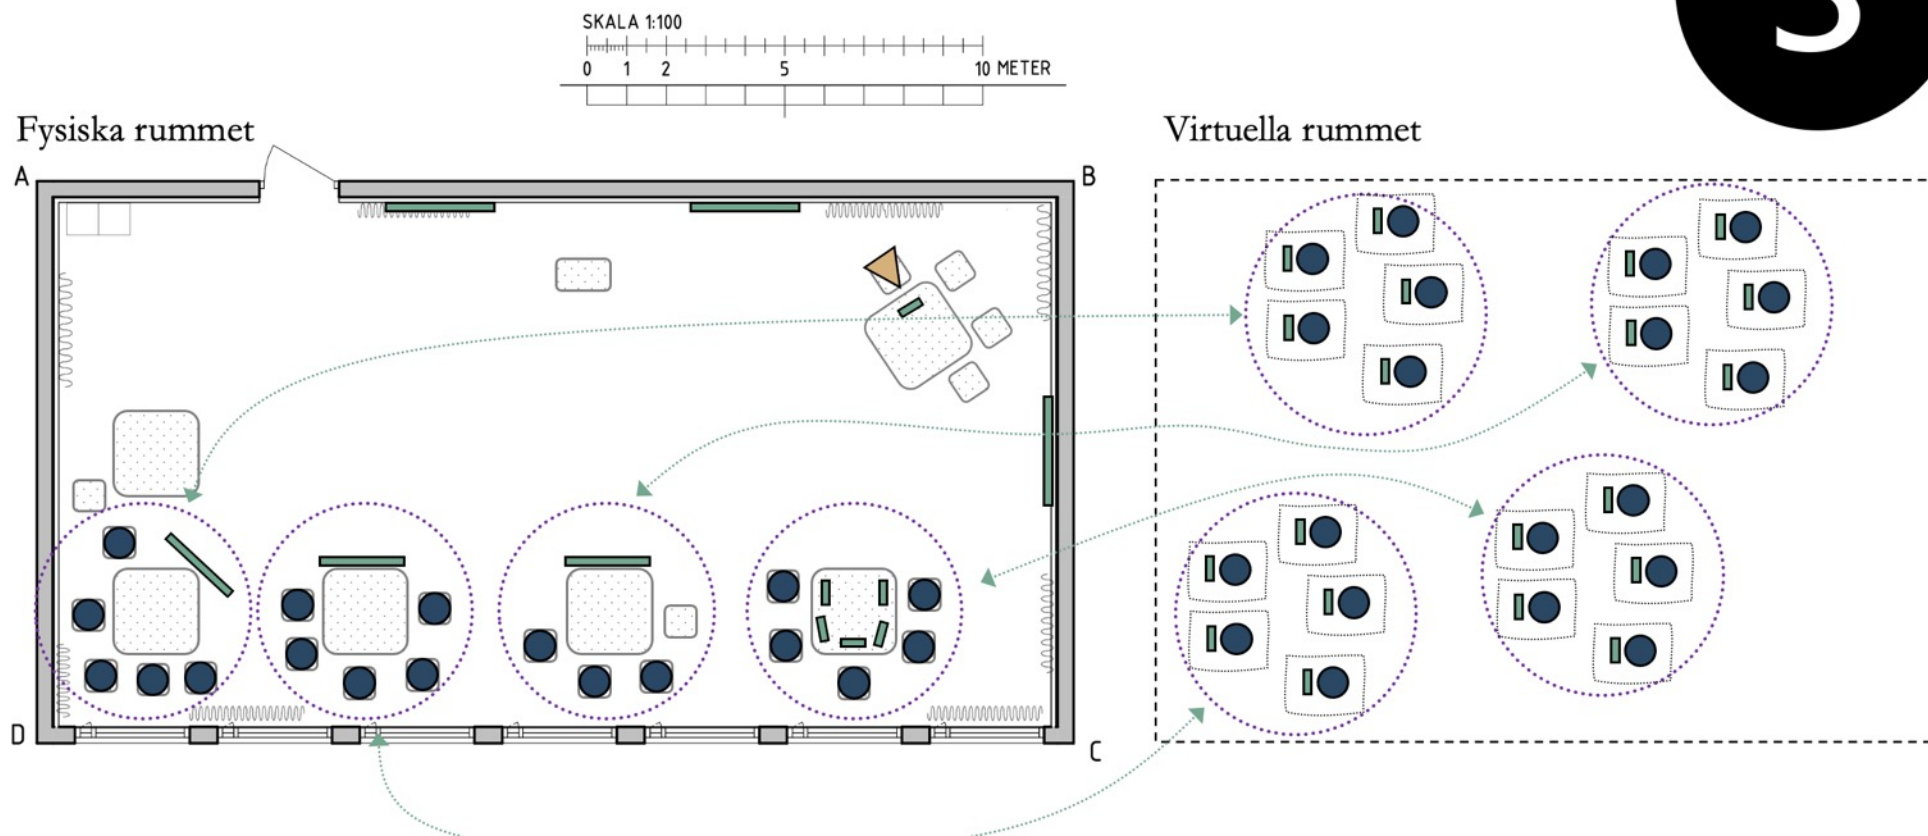 SKALA 1:100
0 1 2 5 10 METER
Fysiska rummet
Virtuella rummet
A
B
D
C